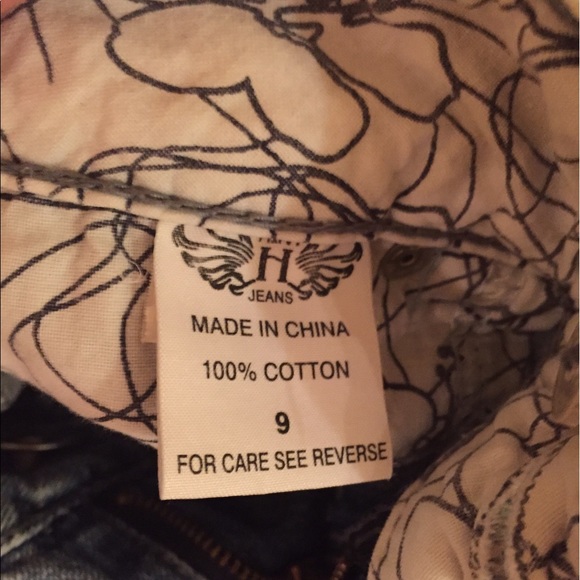 H
JEANS
MADE IN CHINA
100% COTTON
9
FOR CARE SEE REVERSE